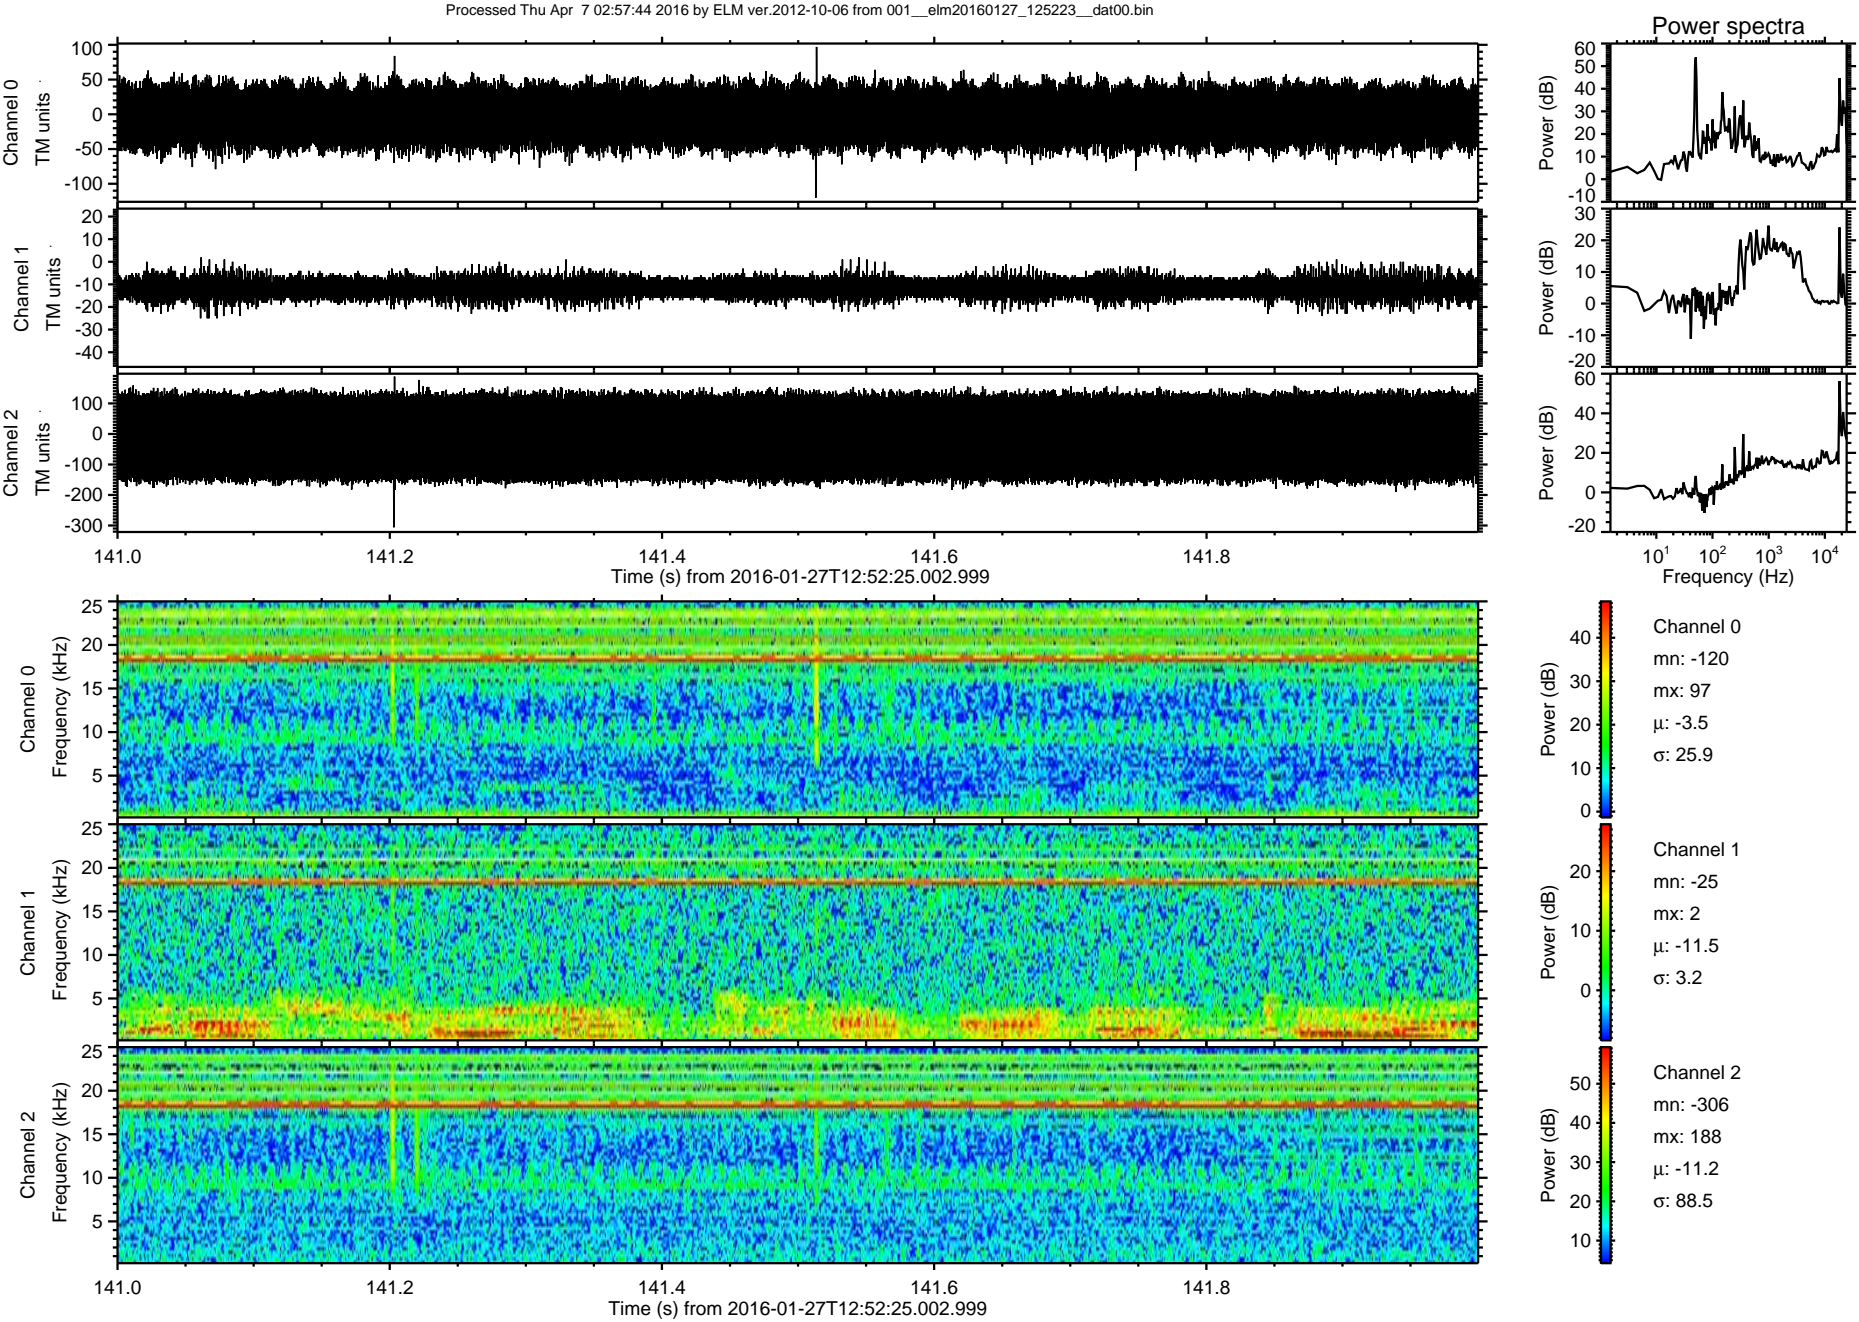 Processed Thu Apr 7 02:57:44 2016 by ELM ver.2012-10-06 from 001__elm20160127_125223__dat00.bin
Power spectra
Channel 0
TM units
100
50
0
-50
-100
Power (dB)
60
50
40
30
20
10
0
-10
Channel 1
TM units
20
10
0
-10
-20
-30
-40
Power (dB)
30
20
10
0
-10
-20
Channel 2
TM units
100
0
-100
-200
-300
Power (dB)
60
40
20
0
-20
141.0 141.2 141.4 141.6 141.8
Time (s) from 2016-01-27T12:52:25.002.999
10^1 10^2 10^3 10^4
Frequency (Hz)
Channel 0
Frequency (kHz)
25
20
15
10
5
Power (dB)
40
30
20
10
0
Channel 0
mn: -120
mx: 97
μ: -3.5
σ: 25.9
Channel 1
Frequency (kHz)
25
20
15
10
5
Power (dB)
20
10
0
Channel 1
mn: -25
mx: 2
μ: -11.5
σ: 3.2
Channel 2
Frequency (kHz)
25
20
15
10
5
Power (dB)
50
40
30
20
10
Channel 2
mn: -306
mx: 188
μ: -11.2
σ: 88.5
141.0 141.2 141.4 141.6 141.8
Time (s) from 2016-01-27T12:52:25.002.999